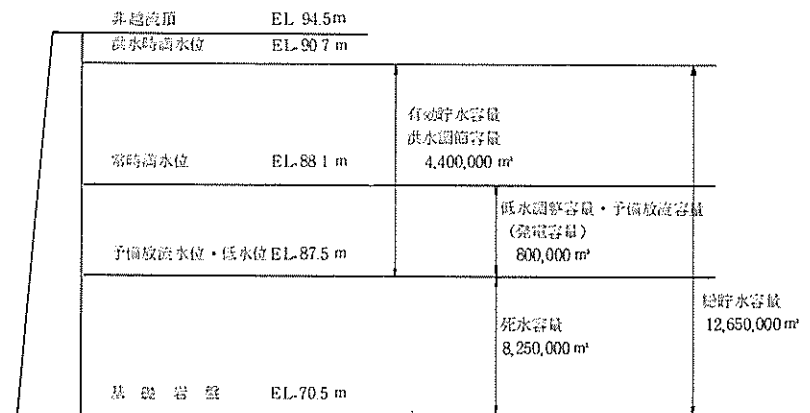 非越流頂 EL 94.5m
洪水時満水位 EL.90 7 m
有効貯水容量
洪水調節容量
4,400,000 m³
常時満水位 EL.88 1 m
低水調整容量・予備放流容量
(発電容量)
800,000 m³
予備放流水位・低水位 EL.87.5 m
総貯水容量
12,650,000 m³
死水容量
8,250,000 m³
基礎岩盤 EL.70.5 m